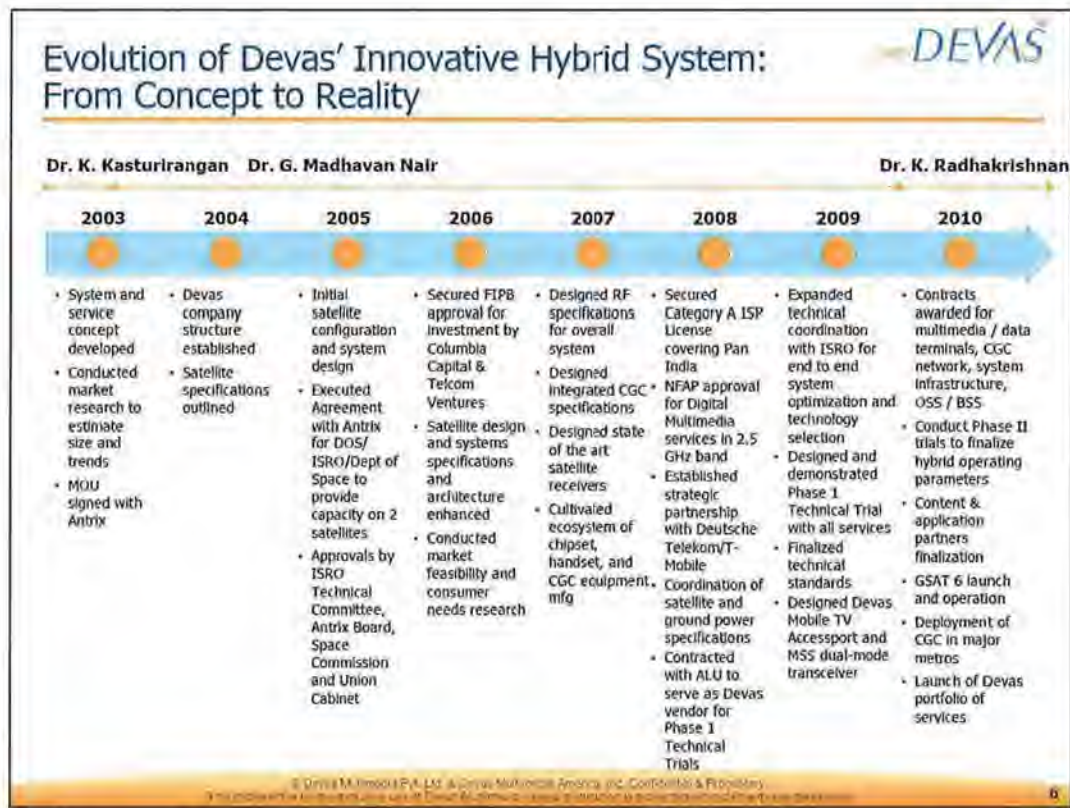 DEVAS
Evolution of Devas' Innovative Hybrid System:
From Concept to Reality
Dr. K. Kasturirangan Dr. G. Madhavan Nair Dr. K. Radhakrishnan
2003
• System and
service
concept
developed
• Conducted
market
research to
estimate
size and
trends
• MOU
signed with
Antrix
2004
• Devas
company
structure
established
• Satellite
specifications
outlined
2005
• Initial
satellite
configuration
and system
design
• Executed
Agreement
with Antrix
for DOS/
ISRO/Dept of
Space to
provide
capacity on 2
satellites
• Approvals by
ISRO
Technical
Committee,
Antrix Board,
Space
Commission
and Union
Cabinet
2006
• Secured FIPB
approval for
investment by
Columbia
Capital &
Telcom
Ventures
• Satellite design
and systems
specifications
and
architecture
enhanced
• Conducted
market
feasibility and
consumer
needs research
2007
• Designed RF
specifications
for overall
system
• Designed
integrated CGC
specifications
• Designed state
of the art
satellite
receivers
• Cultivated
ecosystem of
chipset,
handset, and
CGC equipment
mfg
2008
• Secured
Category A ISP
License
covering Pan
India
• NFAP approval
for Digital
Multimedia
services in 2.5
GHz band
• Established
strategic
partnership
with Deutsche
Telekom/T-
Mobile
• Coordination of
satellite and
ground power
specifications
• Contracted
with ALU to
serve as Devas
vendor for
Phase 1
Technical
Trials
2009
• Expanded
technical
coordination
with ISRO for
end to end
system
optimization and
technology
selection
• Designed and
demonstrated
Phase 1
Technical Trial
with all services
• Finalized
technical
standards
• Designed Devas
Mobile TV
Accessport and
MSS dual-mode
transceiver
2010
• Contracts
awarded for
multimedia / data
terminals, CGC
network, system
infrastructure,
OSS / BSS
• Conduct Phase II
trials to finalize
hybrid operating
parameters
• Content &
application
partners
finalization
• GSAT 6 launch
and operation
• Deployment of
CGC in major
metros
• Launch of Devas
portfolio of
services
© Devas Multimedia Pvt. Ltd. & Devas Multimedia America, Inc. Confidential & Proprietary
6